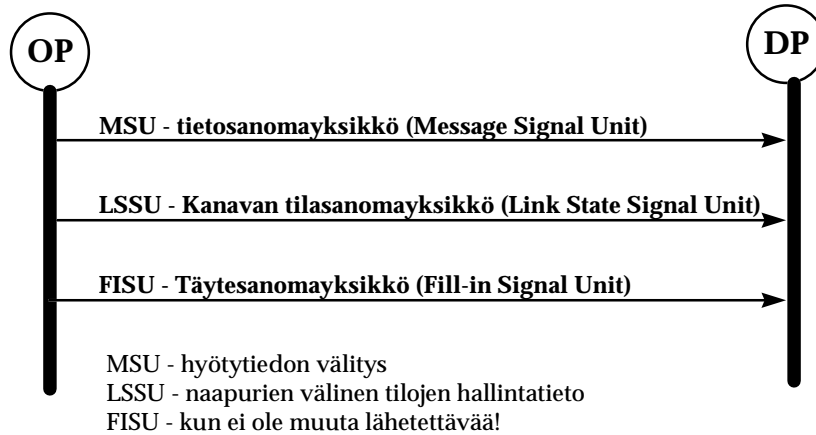 OP
DP
MSU - tietosanomayksikkö (Message Signal Unit)
LSSU - Kanavan tilasanomayksikkö (Link State Signal Unit)
FISU - Täytesanomayksikkö (Fill-in Signal Unit)
MSU - hyötytiedon välitys
LSSU - naapurien välinen tilojen hallintatieto
FISU - kun ei ole muuta lähetettävää!